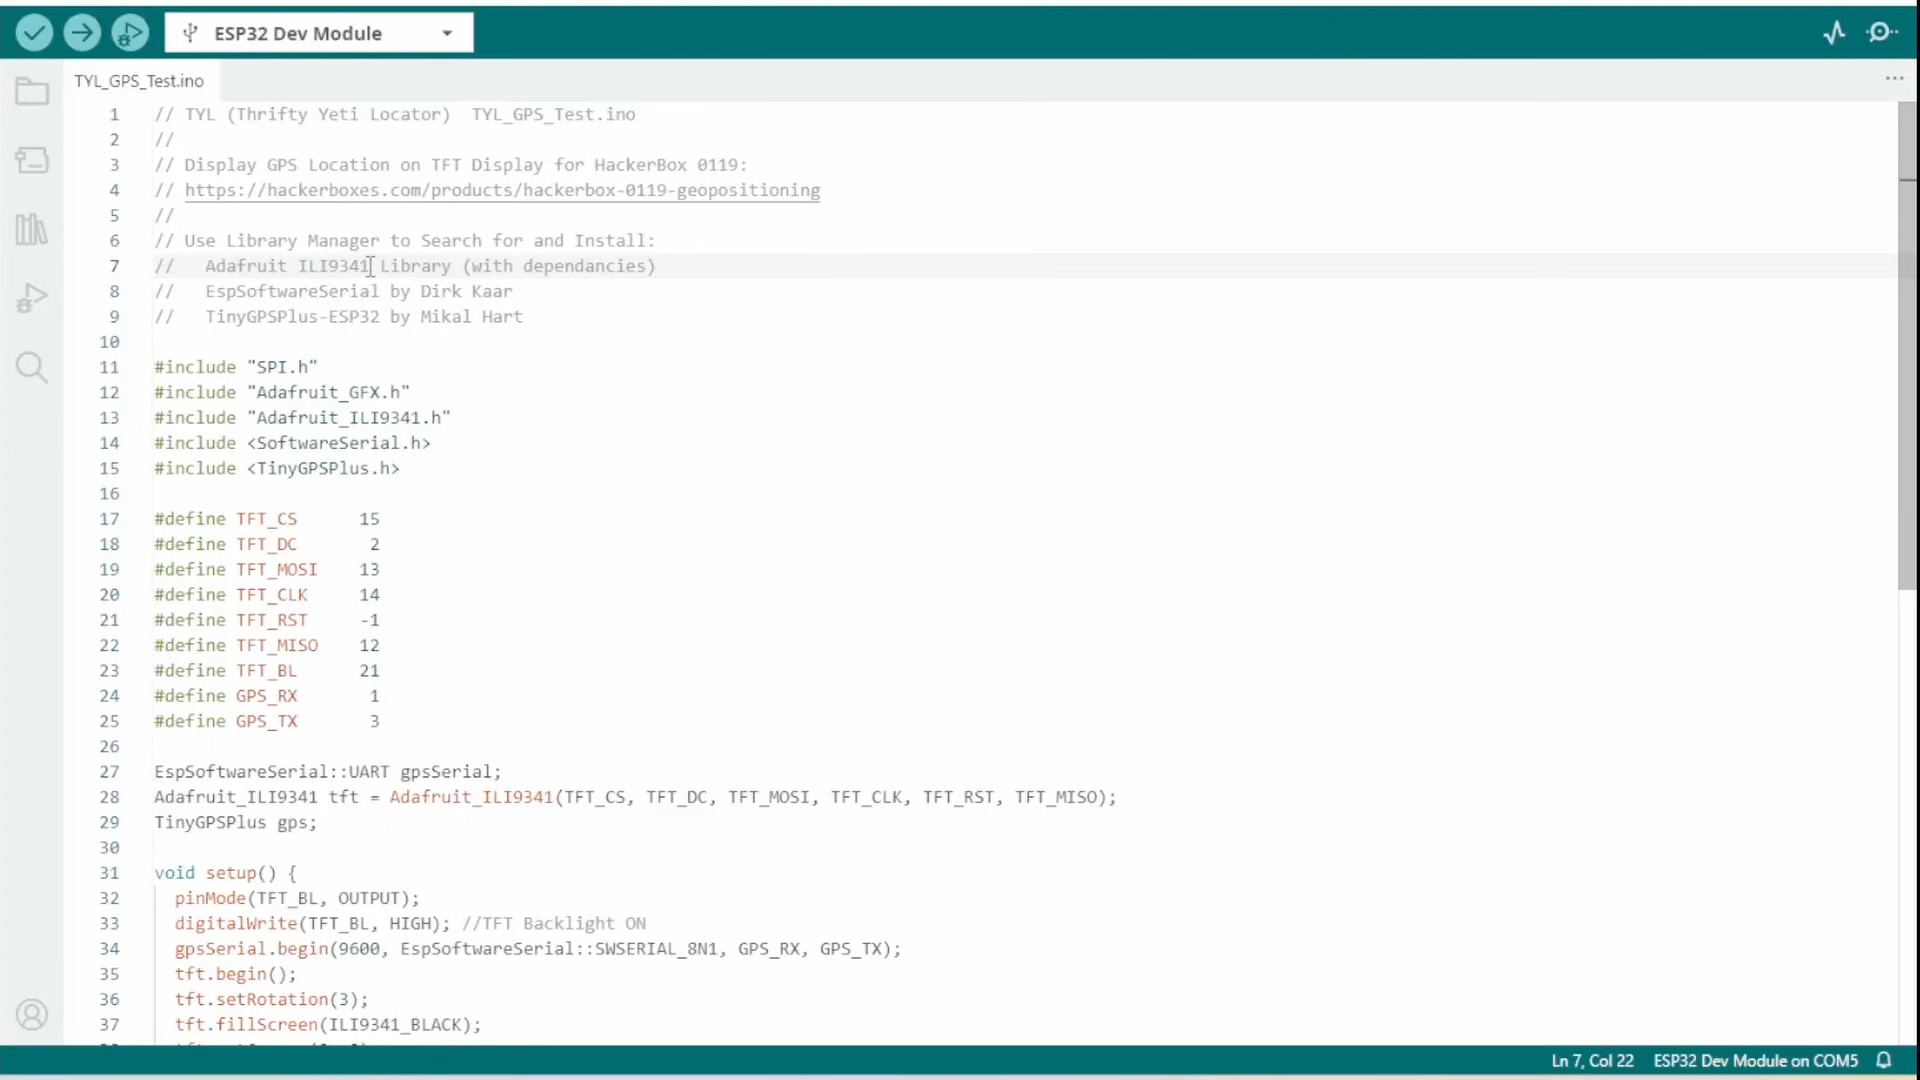 ESP32 Dev Module
TYL_GPS_Test.ino
1 // TYL (Thrifty Yeti Locator)  TYL_GPS_Test.ino
2 //
3 // Display GPS Location on TFT Display for HackerBox 0119:
4 // https://hackerboxes.com/products/hackerbox-0119-geopositioning
5 //
6 // Use Library Manager to Search for and Install:
7 //   Adafruit ILI9341 Library (with dependancies)
8 //   EspSoftwareSerial by Dirk Kaar
9 //   TinyGPSPlus-ESP32 by Mikal Hart
10
11 #include "SPI.h"
12 #include "Adafruit_GFX.h"
13 #include "Adafruit_ILI9341.h"
14 #include <SoftwareSerial.h>
15 #include <TinyGPSPlus.h>
16
17 #define TFT_CS      15
18 #define TFT_DC       2
19 #define TFT_MOSI    13
20 #define TFT_CLK     14
21 #define TFT_RST     -1
22 #define TFT_MISO    12
23 #define TFT_BL      21
24 #define GPS_RX       1
25 #define GPS_TX       3
26
27 EspSoftwareSerial::UART gpsSerial;
28 Adafruit_ILI9341 tft = Adafruit_ILI9341(TFT_CS, TFT_DC, TFT_MOSI, TFT_CLK, TFT_RST, TFT_MISO);
29 TinyGPSPlus gps;
30
31 void setup() {
32   pinMode(TFT_BL, OUTPUT);
33   digitalWrite(TFT_BL, HIGH); //TFT Backlight ON
34   gpsSerial.begin(9600, EspSoftwareSerial::SWSERIAL_8N1, GPS_RX, GPS_TX);
35   tft.begin();
36   tft.setRotation(3);
37   tft.fillScreen(ILI9341_BLACK);
Ln 7, Col 22 ESP32 Dev Module on COM5